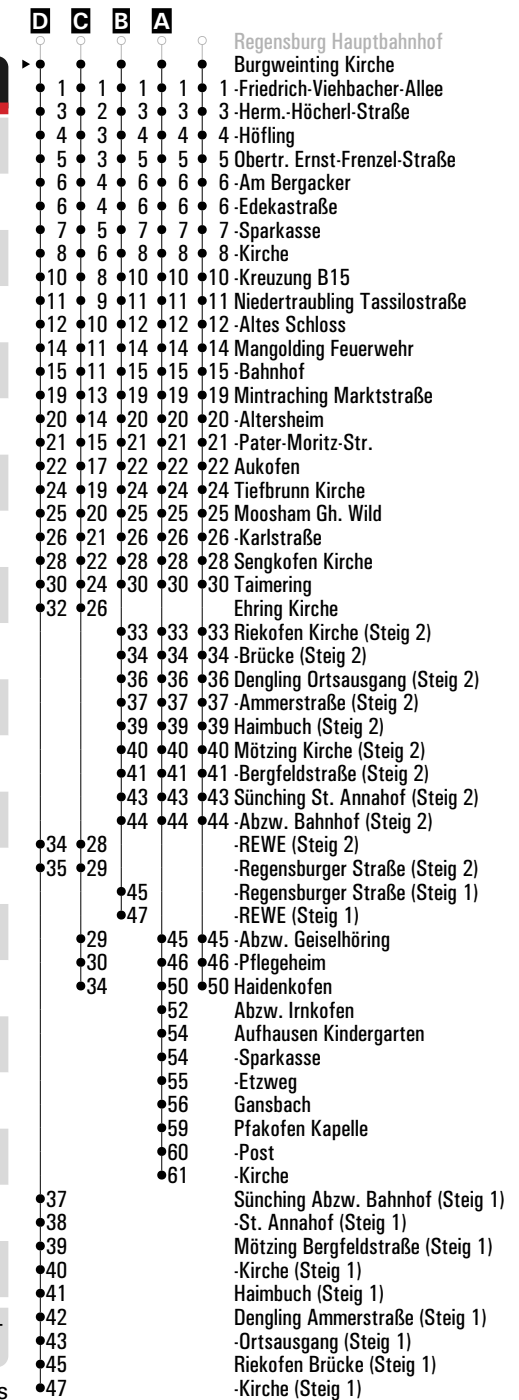 D C B A
Regensburg Hauptbahnhof
Burgweinting Kirche
1 1 1 1 1 -Friedrich-Viehbacher-Allee
3 2 3 3 3 -Herm.-Höcherl-Straße
4 3 4 4 4 -Höfling
5 3 5 5 5 Obertr. Ernst-Frenzel-Straße
6 4 6 6 6 -Am Bergacker
6 4 6 6 6 -Edekastraße
7 5 7 7 7 -Sparkasse
8 6 8 8 8 -Kirche
10 8 10 10 10 -Kreuzung B15
11 9 11 11 11 Niedertraubling Tassilostraße
12 10 12 12 12 -Altes Schloss
14 11 14 14 14 Mangolding Feuerwehr
15 11 15 15 15 -Bahnhof
19 13 19 19 19 Mintraching Marktstraße
20 14 20 20 20 -Altersheim
21 15 21 21 21 -Pater-Moritz-Str.
22 17 22 22 22 Aukofen
24 19 24 24 24 Tiefbrunn Kirche
25 20 25 25 25 Moosham Gh. Wild
26 21 26 26 26 -Karlstraße
28 22 28 28 28 Sengkofen Kirche
30 24 30 30 30 Taimering
32 26 Ehring Kirche
33 33 33 Riekofen Kirche (Steig 2)
34 34 34 -Brücke (Steig 2)
36 36 36 Dengling Ortsausgang (Steig 2)
37 37 37 -Ammerstraße (Steig 2)
39 39 39 Haimbuch (Steig 2)
40 40 40 Mötzing Kirche (Steig 2)
41 41 41 -Bergfeldstraße (Steig 2)
43 43 43 Sünching St. Annahof (Steig 2)
44 44 44 -Abzw. Bahnhof (Steig 2)
34 28 -REWE (Steig 2)
35 29 -Regensburger Straße (Steig 2)
45 -Regensburger Straße (Steig 1)
47 -REWE (Steig 1)
29 45 45 -Abzw. Geiselhöring
30 46 46 -Pflegeheim
34 50 50 Haidenkofen
52 Abzw. Irnkofen
54 Aufhausen Kindergarten
54 -Sparkasse
55 -Etzweg
56 Gansbach
59 Pfakofen Kapelle
60 -Post
61 -Kirche
37 Sünching Abzw. Bahnhof (Steig 1)
38 -St. Annahof (Steig 1)
39 Mötzing Bergfeldstraße (Steig 1)
40 -Kirche (Steig 1)
41 Haimbuch (Steig 1)
42 Dengling Ammerstraße (Steig 1)
43 -Ortsausgang (Steig 1)
45 Riekofen Brücke (Steig 1)
47 -Kirche (Steig 1)